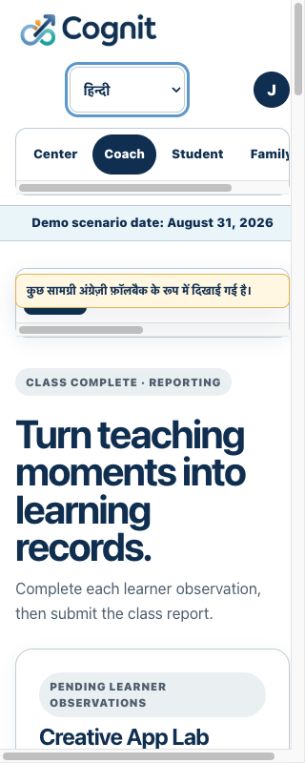 Cognit
हिन्दी
J
Center Coach Student Family
Demo scenario date: August 31, 2026
कुछ सामग्री अंग्रेज़ी फ़ॉलबैक के रूप में दिखाई गई है।
CLASS COMPLETE · REPORTING
Turn teaching
moments into
learning
records.
Complete each learner observation,
then submit the class report.
PENDING LEARNER
OBSERVATIONS
Creative App Lab